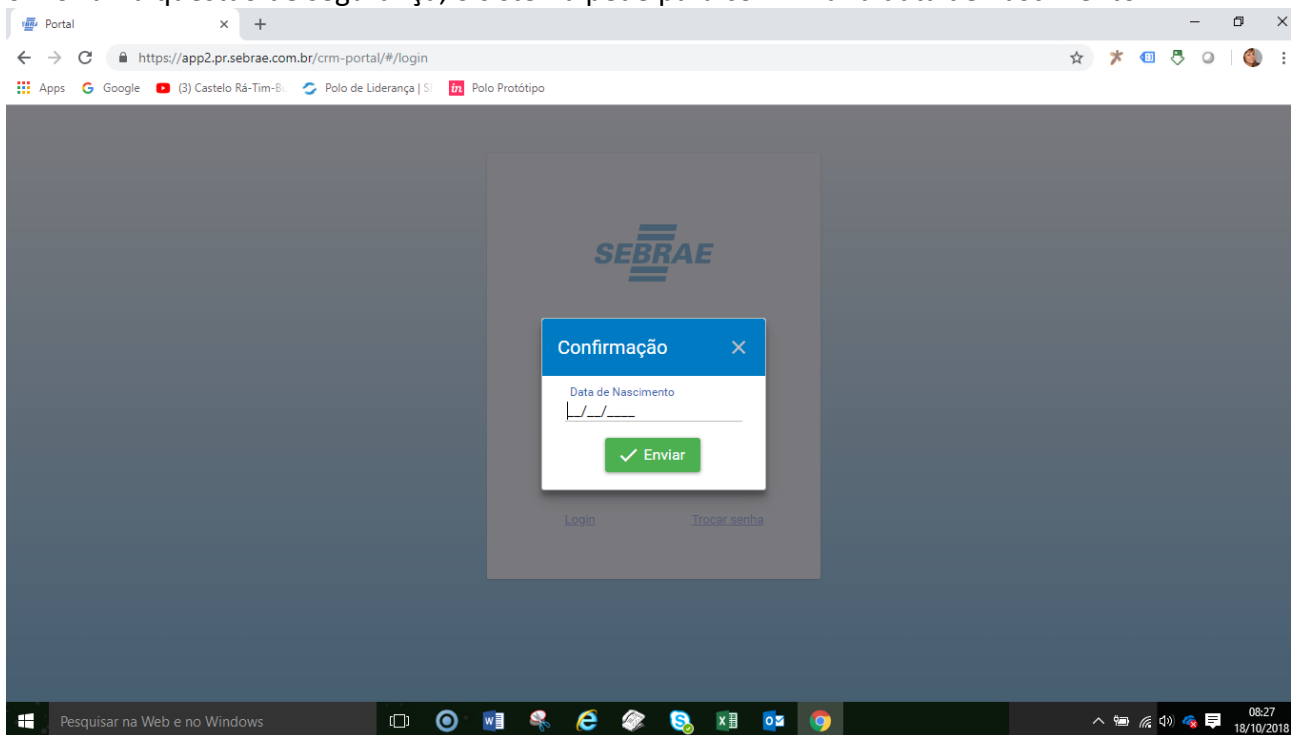 Portal
https://app2.pr.sebrae.com.br/crm-portal/#/login
Apps Google (3) Castelo Rá-Tim-B Polo de Liderança | S Polo Protótipo
SEBRAE
Confirmação
Data de Nascimento
__/__/____
Enviar
Login Trocar senha
Pesquisar na Web e no Windows
08:27
18/10/2018